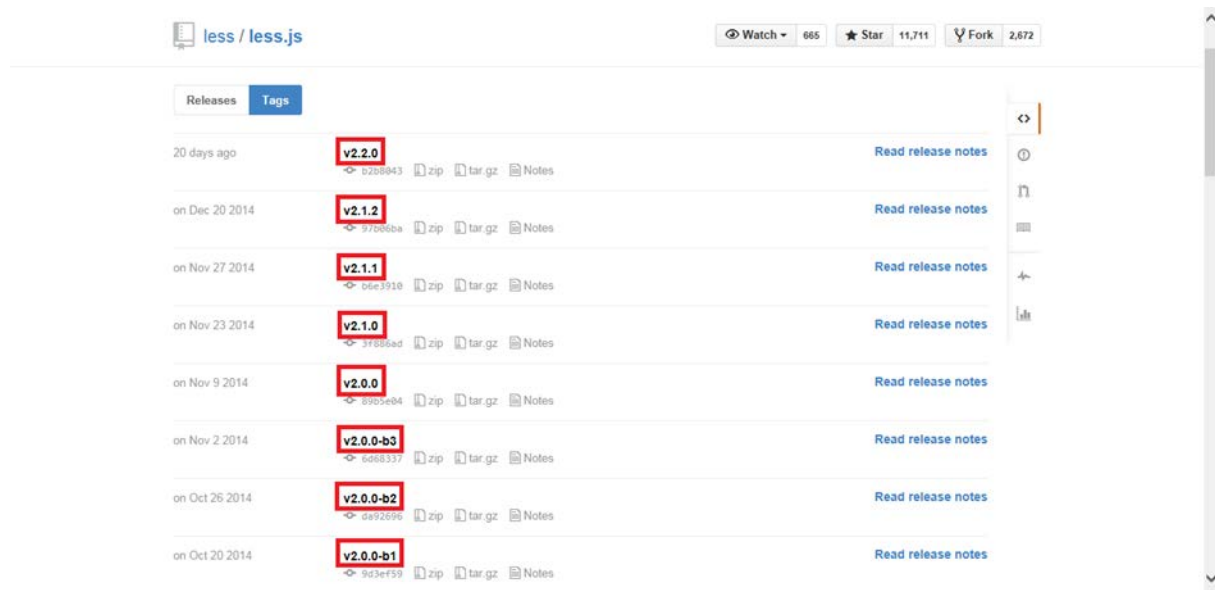 less / less.js Watch 665 Star 11,711 Fork 2,672
Releases Tags
20 days ago v2.2.0 Read release notes
b2b8043 zip tar.gz Notes
on Dec 20 2014 v2.1.2 Read release notes
97b06ba zip tar.gz Notes
on Nov 27 2014 v2.1.1 Read release notes
b6e3910 zip tar.gz Notes
on Nov 23 2014 v2.1.0 Read release notes
3f886ad zip tar.gz Notes
on Nov 9 2014 v2.0.0 Read release notes
89b5e04 zip tar.gz Notes
on Nov 2 2014 v2.0.0-b3 Read release notes
6d68337 zip tar.gz Notes
on Oct 26 2014 v2.0.0-b2 Read release notes
da92696 zip tar.gz Notes
on Oct 20 2014 v2.0.0-b1 Read release notes
9d3ef59 zip tar.gz Notes